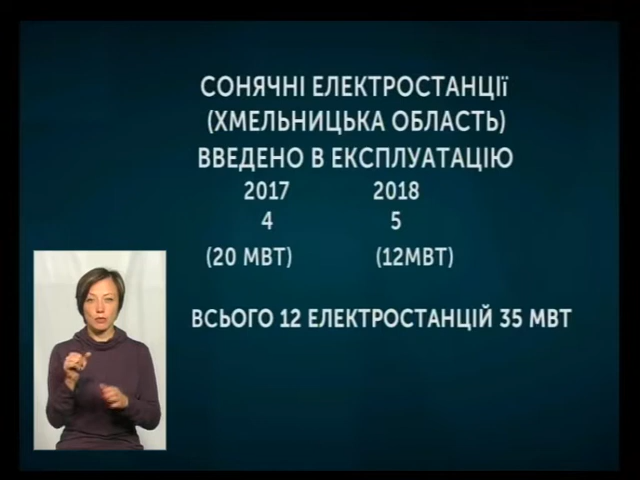 СОНЯЧНІ ЕЛЕКТРОСТАНЦІЇ
(ХМЕЛЬНИЦЬКА ОБЛАСТЬ)
ВВЕДЕНО В ЕКСПЛУАТАЦІЮ
2017 2018
4 5
(20 МВТ) (12МВТ)
ВСЬОГО 12 ЕЛЕКТРОСТАНЦІЙ 35 МВТ